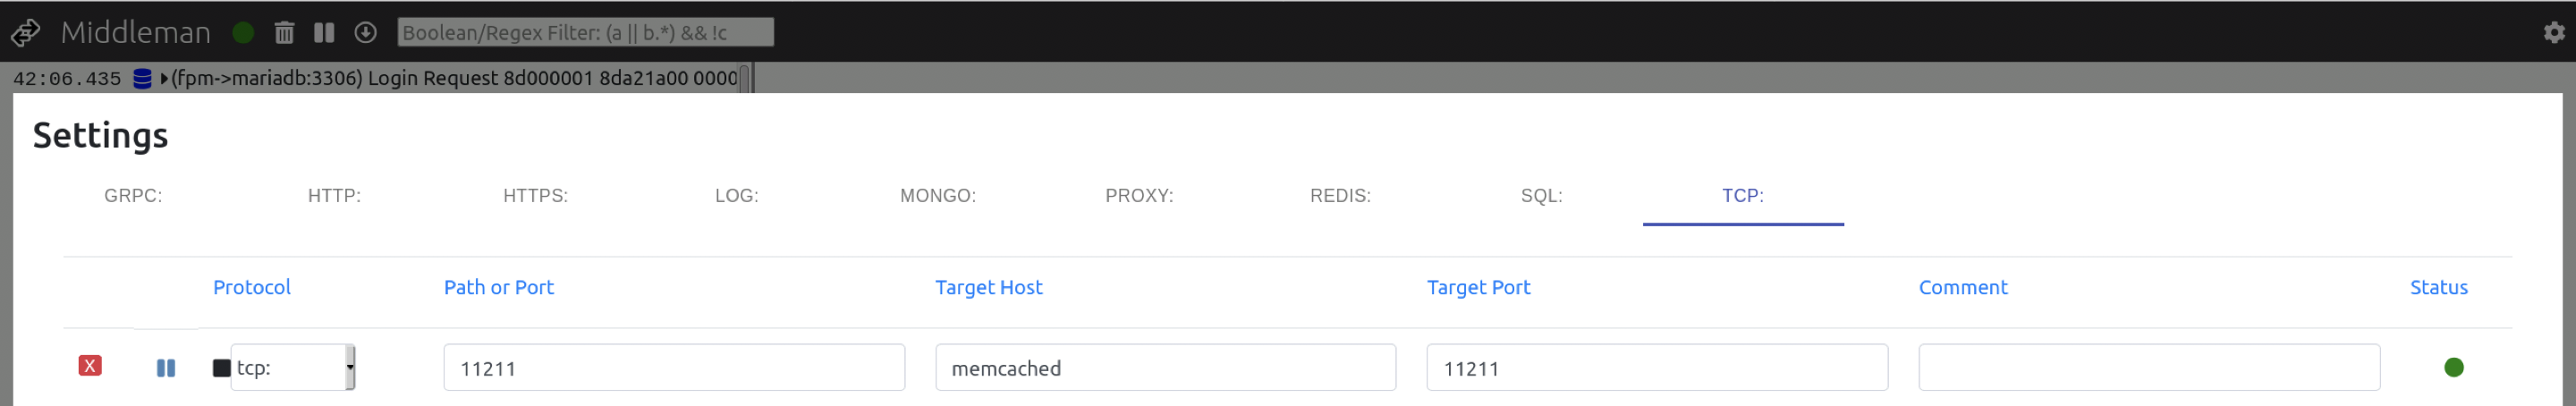 Middleman Boolean/Regex Filter: (a || b.*) && !c
42:06.435 (fpm->mariadb:3306) Login Request 8d000001 8da21a00 0000
Settings
GRPC: HTTP: HTTPS: LOG: MONGO: PROXY: REDIS: SQL: TCP:
Protocol Path or Port Target Host Target Port Comment Status
X tcp: 11211 memcached 11211